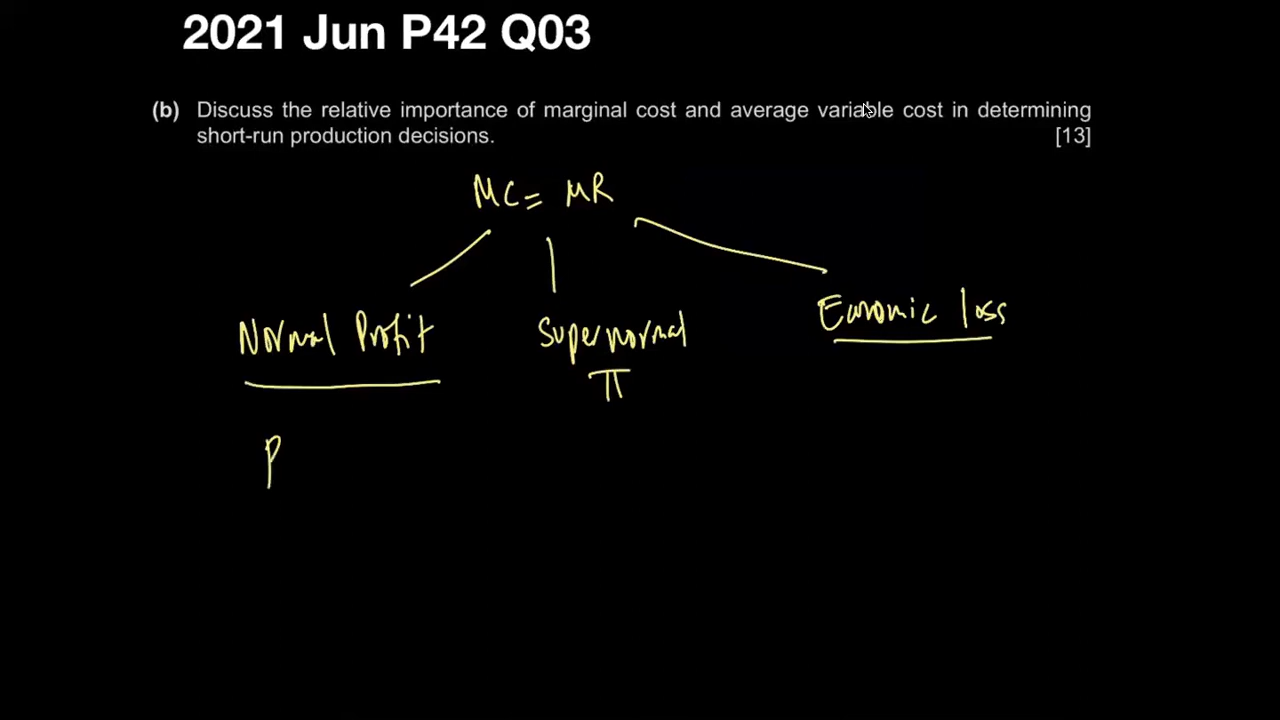 2021 Jun P42 Q03
(b) Discuss the relative importance of marginal cost and average variable cost in determining
short-run production decisions. [13]
MC = MR
Normal Profit Supernormal Economic loss
π
P